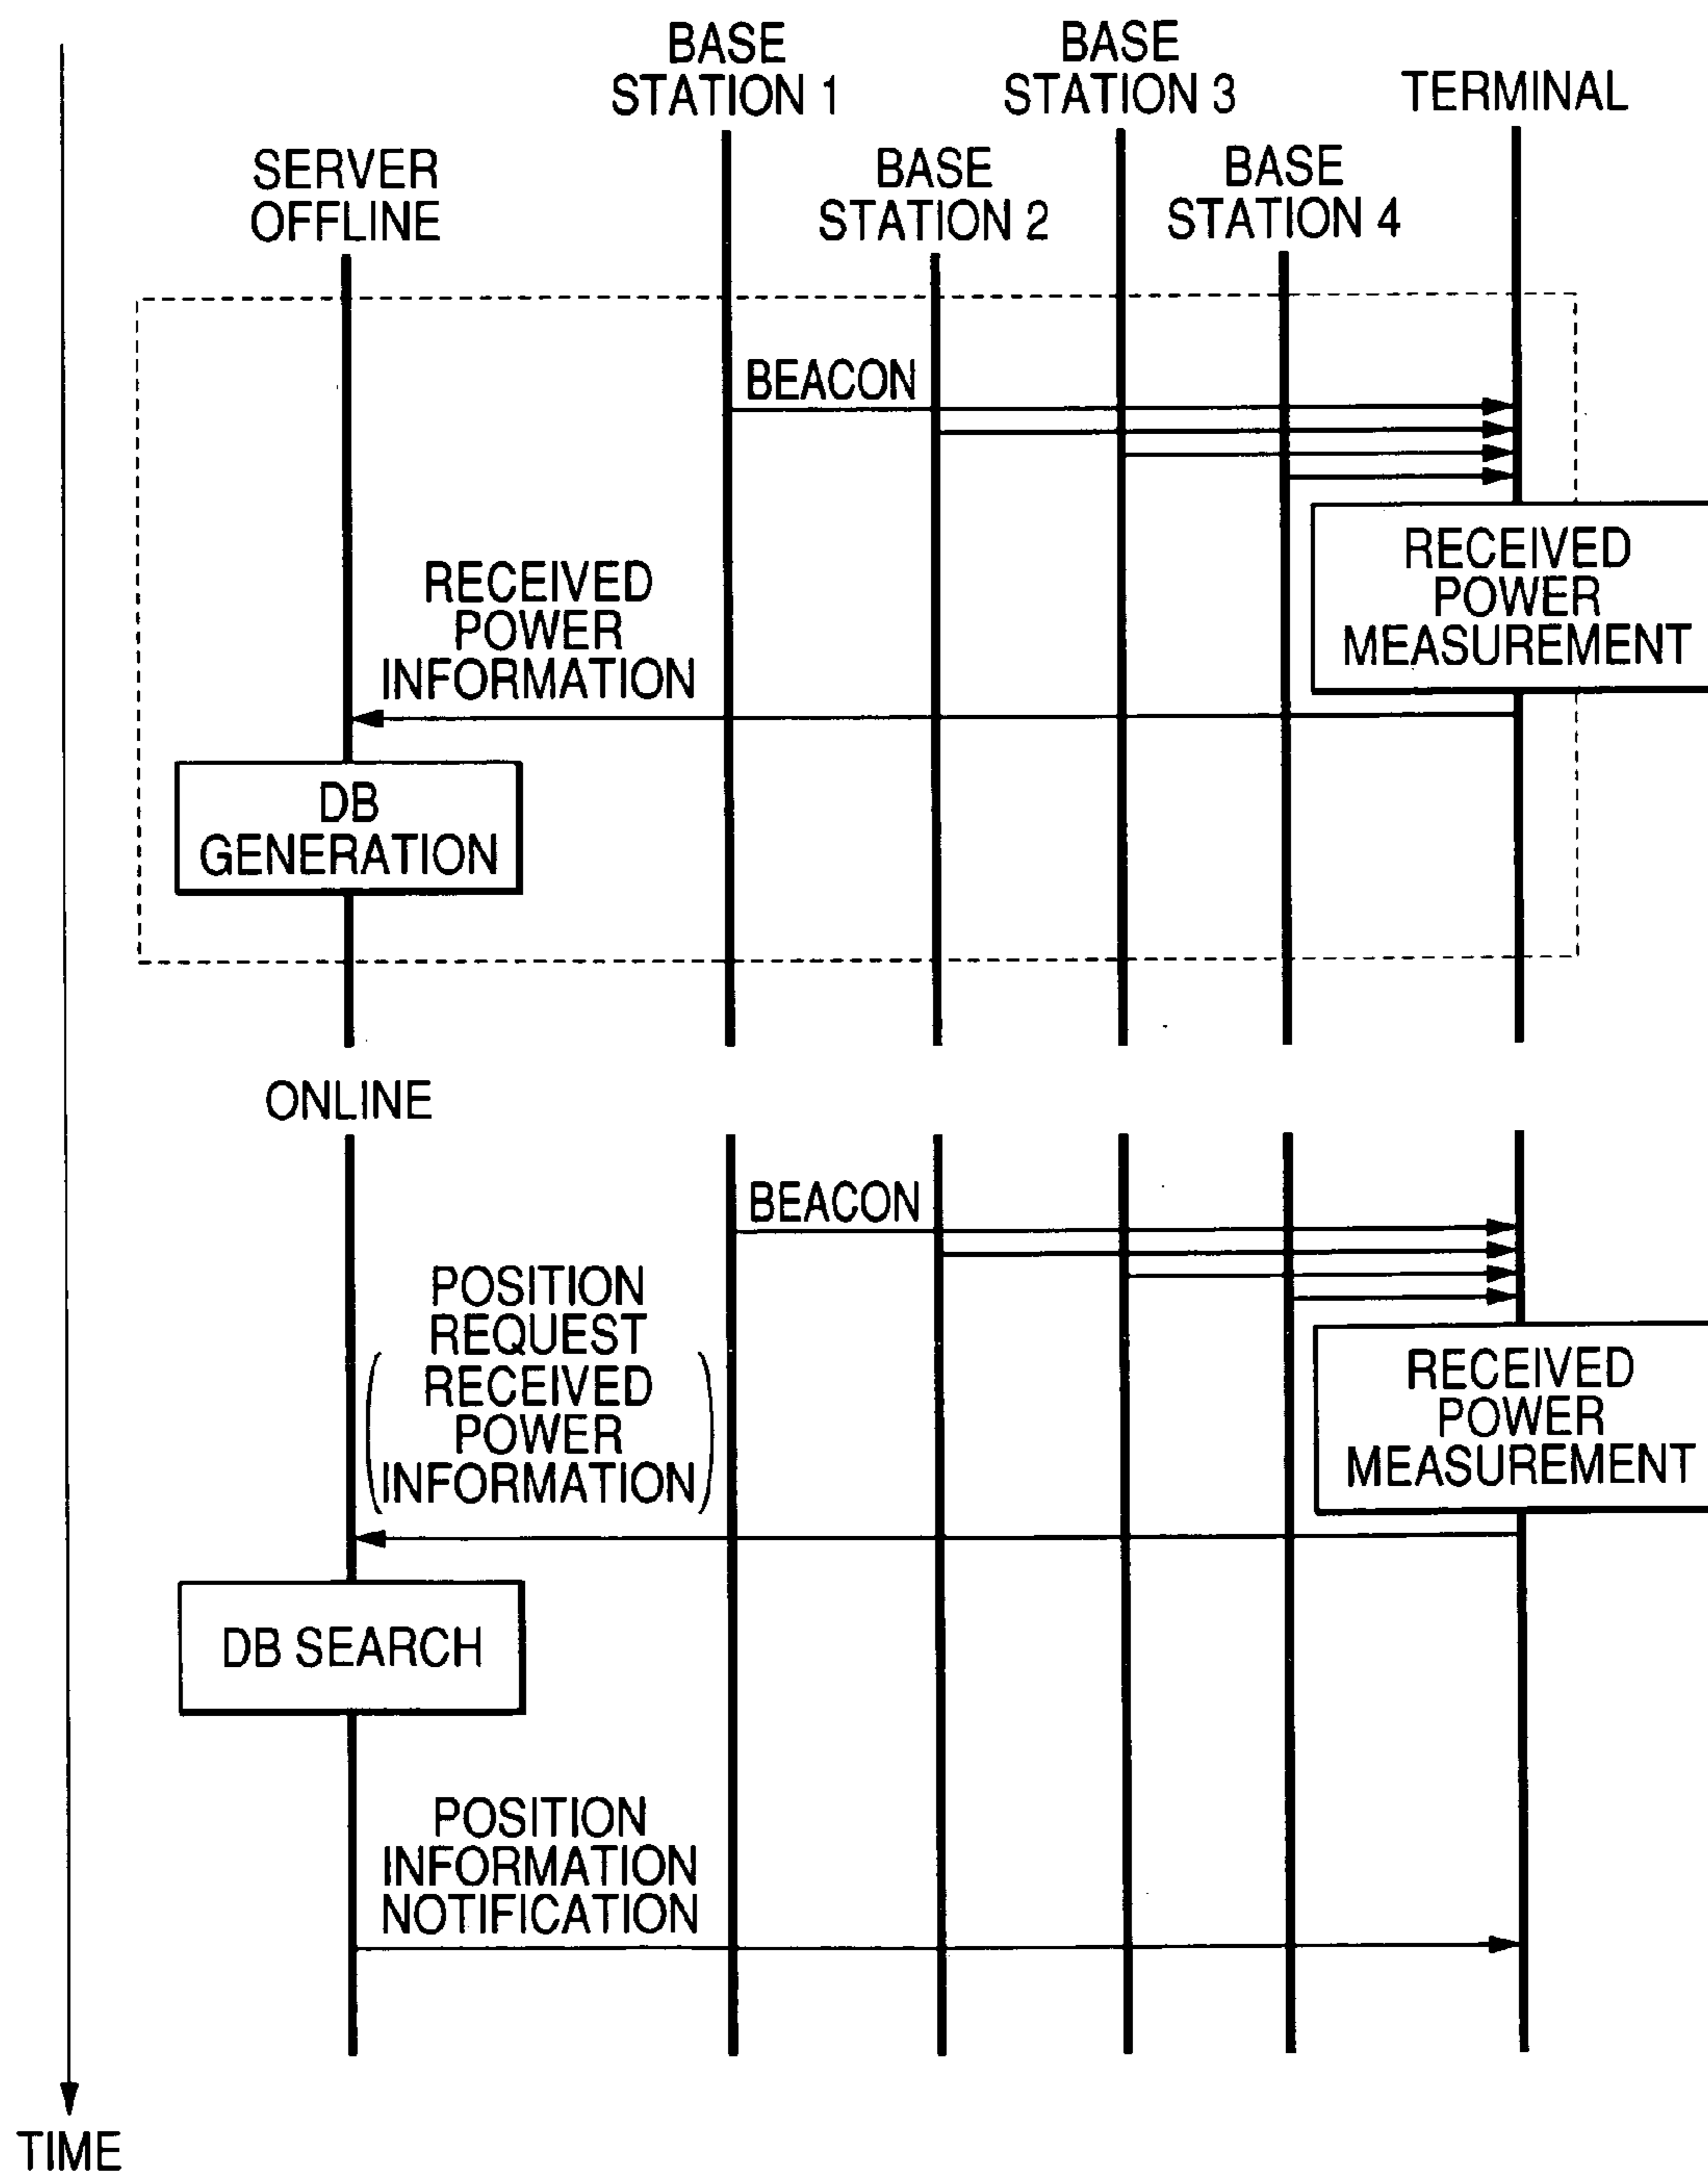 BASE
STATION 1
BASE
STATION 3
TERMINAL
SERVER
OFFLINE
BASE
STATION 2
BASE
STATION 4
BEACON
RECEIVED
POWER
MEASUREMENT
RECEIVED
POWER
INFORMATION
DB
GENERATION
ONLINE
BEACON
POSITION
REQUEST
(RECEIVED
POWER
INFORMATION)
RECEIVED
POWER
MEASUREMENT
DB SEARCH
POSITION
INFORMATION
NOTIFICATION
TIME